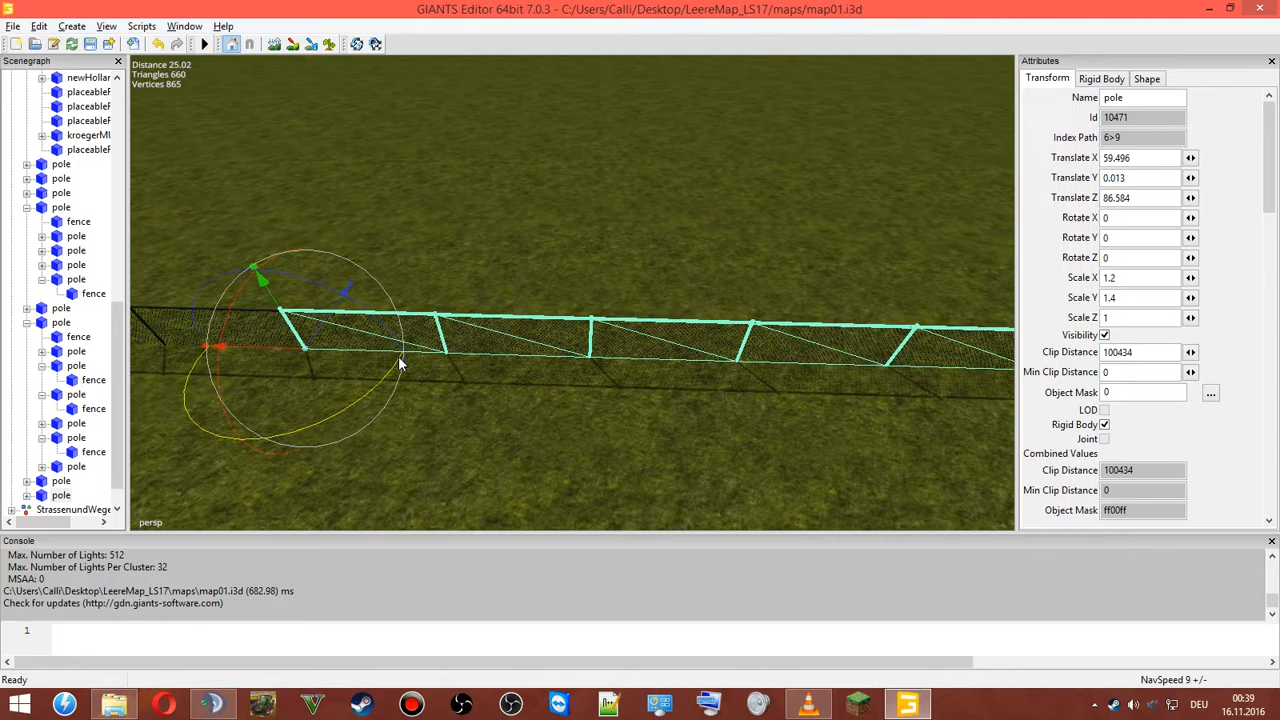 GIANTS Editor 64bit 7.0.3 - C:/Users/Calli/Desktop/LeereMap_LS17/maps/map01.i3d
File Edit Create View Scripts Window Help
Scenegraph
newHollar
placeableF
placeableF
placeableF
kroegerMU
placeableF
pole
pole
pole
pole
fence
pole
pole
pole
pole
fence
pole
pole
fence
pole
pole
fence
pole
fence
pole
pole
fence
pole
pole
pole
StrassenundWege
Distance 25.02
Triangles 660
Vertices 865
persp
Attributes
Transform Rigid Body Shape
Name pole
Id 10471
Index Path 6>9
Translate X 59.496
Translate Y 0.013
Translate Z 86.584
Rotate X 0
Rotate Y 0
Rotate Z 0
Scale X 1.2
Scale Y 1.4
Scale Z 1
Visibility
Clip Distance 100434
Min Clip Distance 0
Object Mask 0 ...
LOD
Rigid Body
Joint
Combined Values
Clip Distance 100434
Min Clip Distance 0
Object Mask ff00ff
Console
Max. Number of Lights: 512
Max. Number of Lights Per Cluster: 32
MSAA: 0
C:\Users\Calli\Desktop\LeereMap_LS17\maps\map01.i3d (682.98) ms
Check for updates (http://gdn.giants-software.com)
1
Ready
NavSpeed 9 +/-
DEU
00:39
16.11.2016